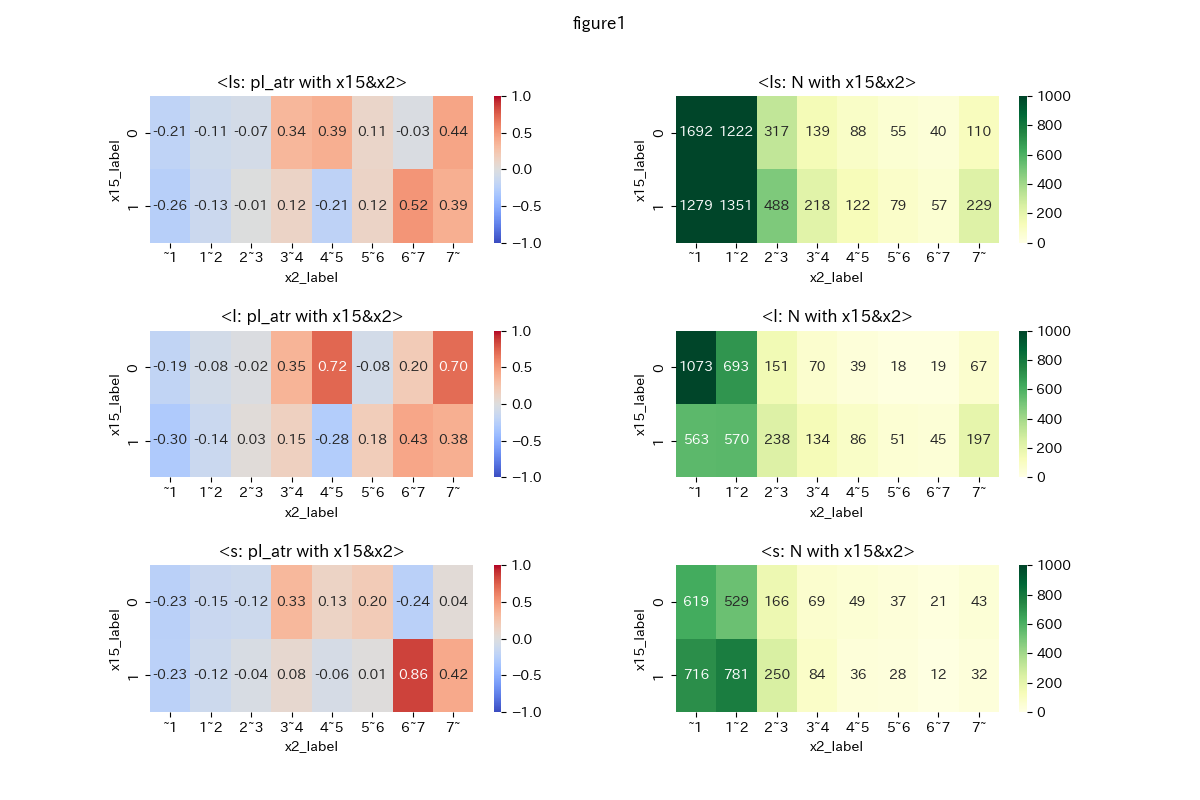 figure1
<ls: pl_atr with x15&x2>
x15_label
0 -0.21 -0.11 -0.07 0.34 0.39 0.11 -0.03 0.44
1 -0.26 -0.13 -0.01 0.12 -0.21 0.12 0.52 0.39
~1 1~2 2~3 3~4 4~5 5~6 6~7 7~
x2_label
1.0
0.5
0.0
−0.5
−1.0
<ls: N with x15&x2>
x15_label
0 1692 1222 317 139 88 55 40 110
1 1279 1351 488 218 122 79 57 229
~1 1~2 2~3 3~4 4~5 5~6 6~7 7~
x2_label
1000
800
600
400
200
0
<l: pl_atr with x15&x2>
x15_label
0 -0.19 -0.08 -0.02 0.35 0.72 -0.08 0.20 0.70
1 -0.30 -0.14 0.03 0.15 -0.28 0.18 0.43 0.38
~1 1~2 2~3 3~4 4~5 5~6 6~7 7~
x2_label
1.0
0.5
0.0
−0.5
−1.0
<l: N with x15&x2>
x15_label
0 1073 693 151 70 39 18 19 67
1 563 570 238 134 86 51 45 197
~1 1~2 2~3 3~4 4~5 5~6 6~7 7~
x2_label
1000
800
600
400
200
0
<s: pl_atr with x15&x2>
x15_label
0 -0.23 -0.15 -0.12 0.33 0.13 0.20 -0.24 0.04
1 -0.23 -0.12 -0.04 0.08 -0.06 0.01 0.86 0.42
~1 1~2 2~3 3~4 4~5 5~6 6~7 7~
x2_label
1.0
0.5
0.0
−0.5
−1.0
<s: N with x15&x2>
x15_label
0 619 529 166 69 49 37 21 43
1 716 781 250 84 36 28 12 32
~1 1~2 2~3 3~4 4~5 5~6 6~7 7~
x2_label
1000
800
600
400
200
0